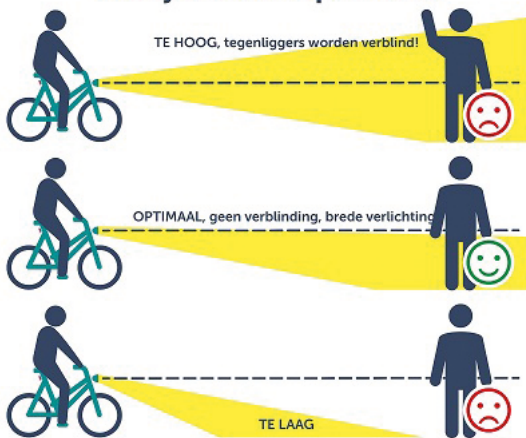 TE HOOG, tegenliggers worden verblind!
OPTIMAAL, geen verblinding, brede verlichting
TE LAAG